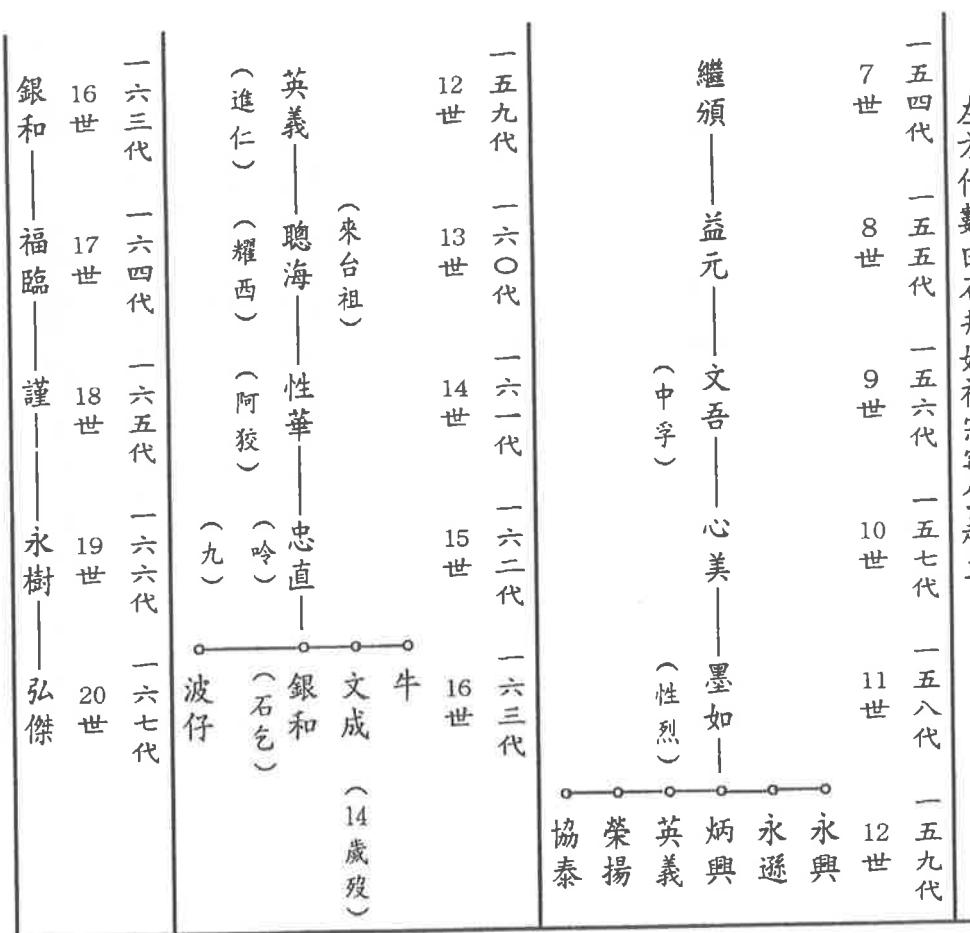 一五四代 一五五代 一五六代 一五七代 一五八代 一五九代
7世 8世 9世 10世 11世 12世
永興
永遜
繼頒 益元 文吾 心美 墨如 炳興
（中孚） （性烈） 英義
榮揚
協泰
一五九代 一六〇代 一六一代 一六二代 一六三代
12世 13世 14世 15世 16世
牛
（來台祖） 文成 （14歲歿）
英義 聰海 性華 忠直 銀和
（進仁） （耀西） （阿狡） （呤） （石乞）
（九） 波仔
一六三代 一六四代 一六五代 一六六代 一六七代
16世 17世 18世 19世 20世
銀和 福臨 謹 永樹 弘傑